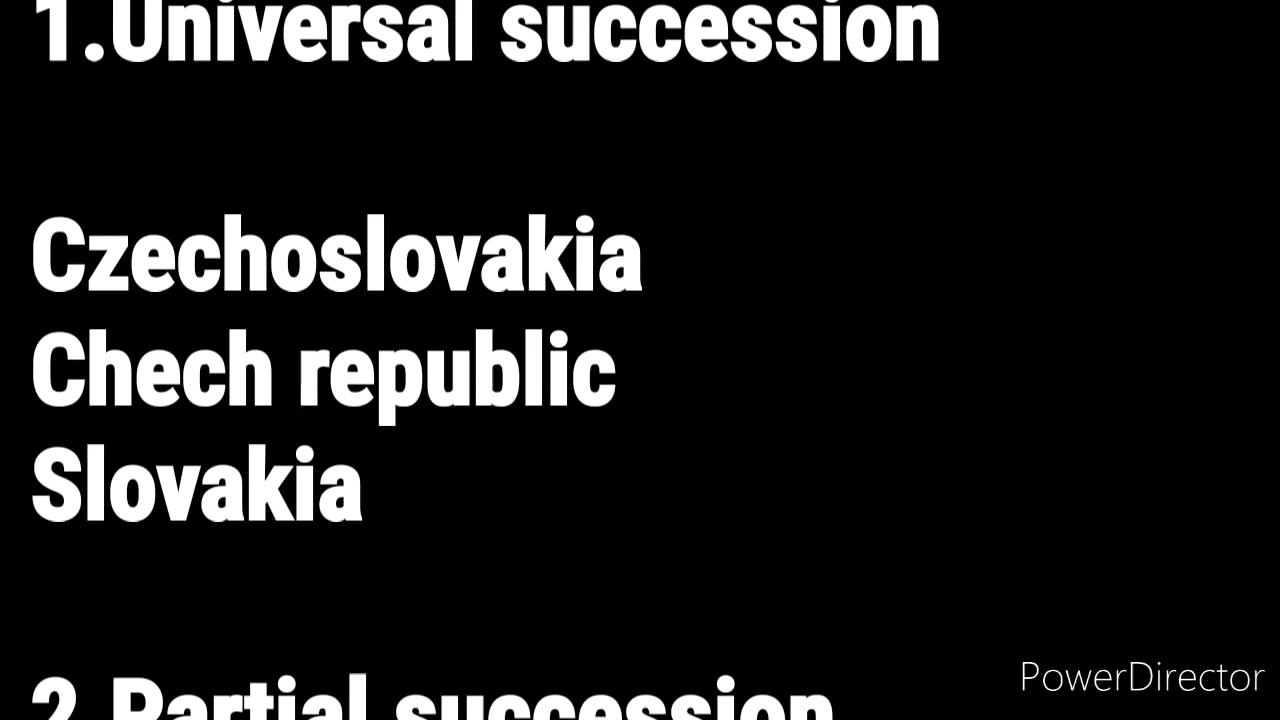 1.Universal succession
Czechoslovakia
Chech republic
Slovakia
2.Partial succession
PowerDirector